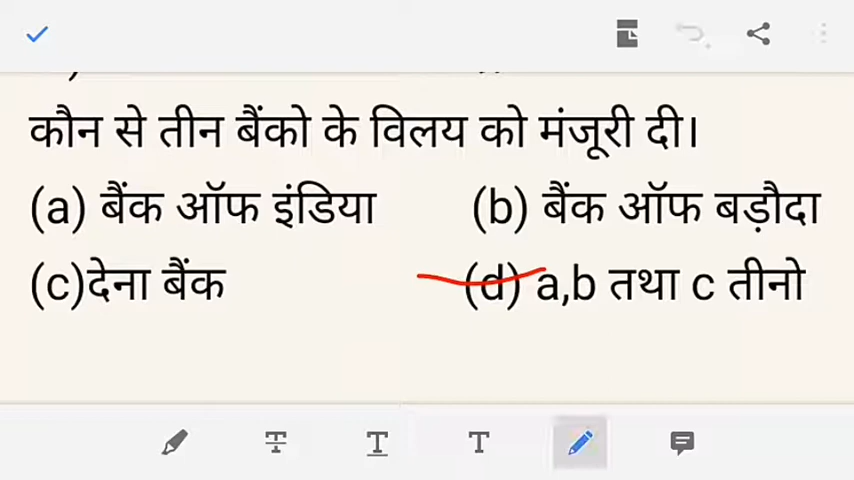 कौन से तीन बैंको के विलय को मंजूरी दी।
(a) बैंक ऑफ इंडिया (b) बैंक ऑफ बड़ौदा
(c)देना बैंक (d) a,b तथा c तीनो
T T T